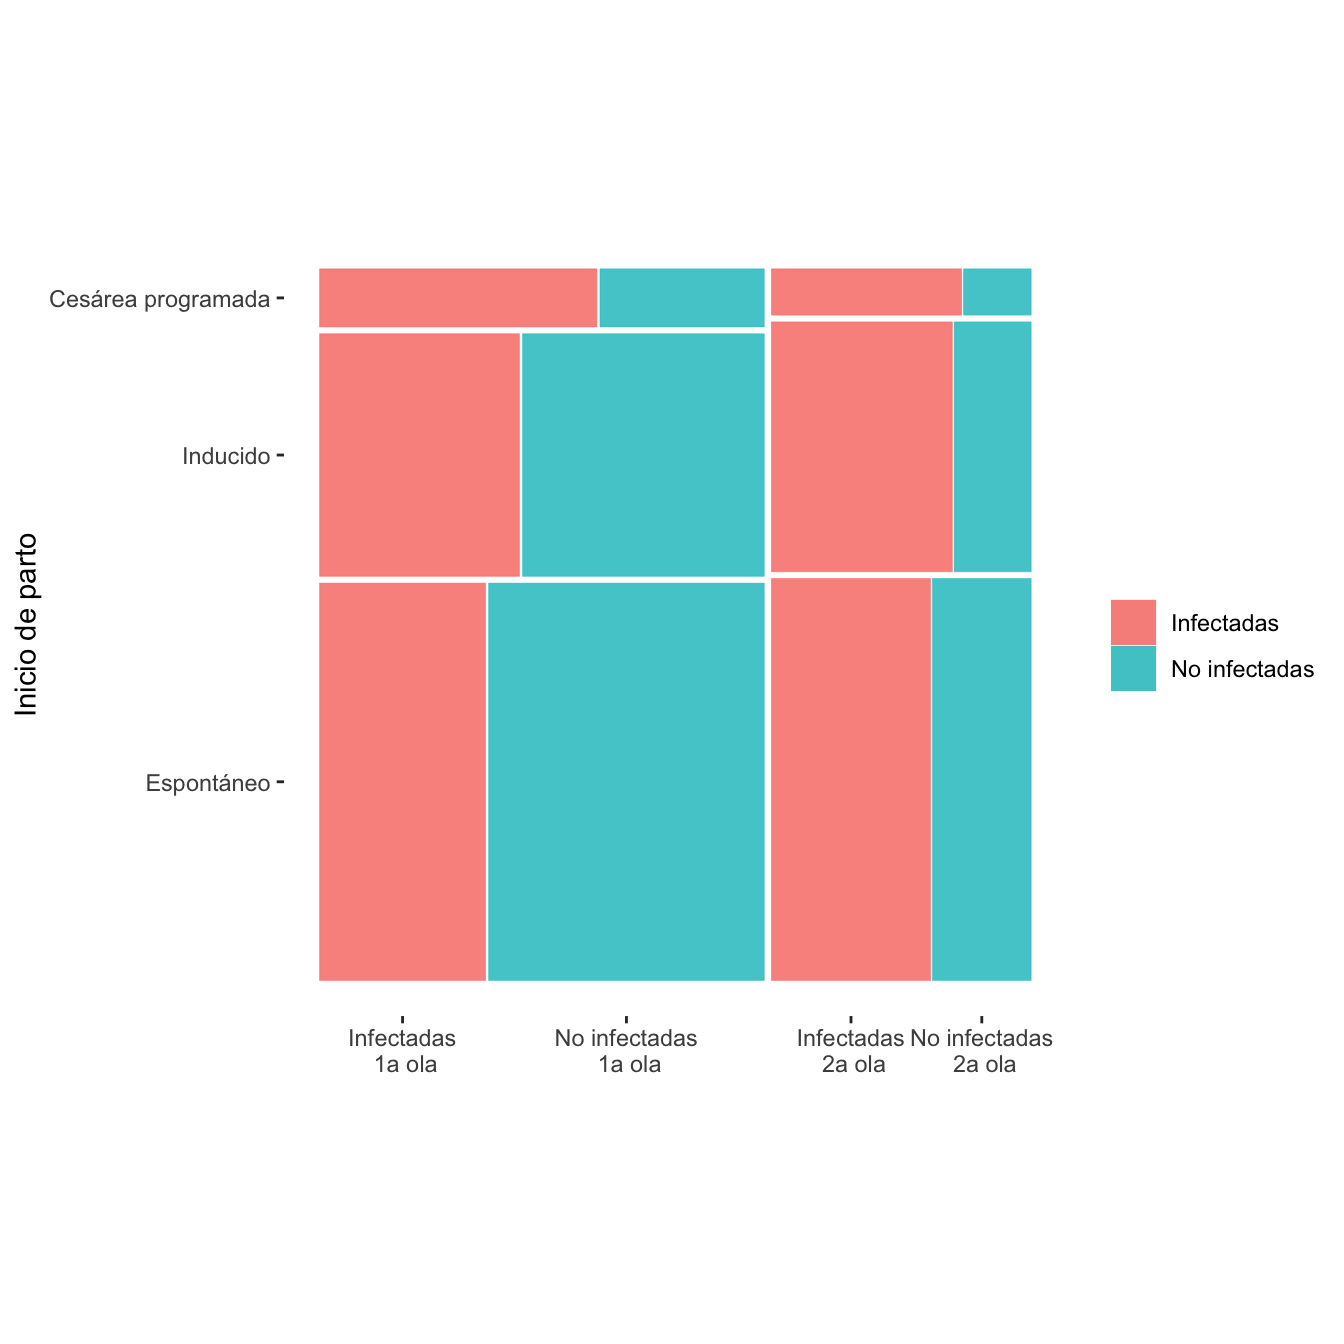 Cesárea programada
Inducido
Espontáneo
Inicio de parto
Infectadas
1a ola
No infectadas
1a ola
Infectadas
2a ola
No infectadas
2a ola
Infectadas
No infectadas